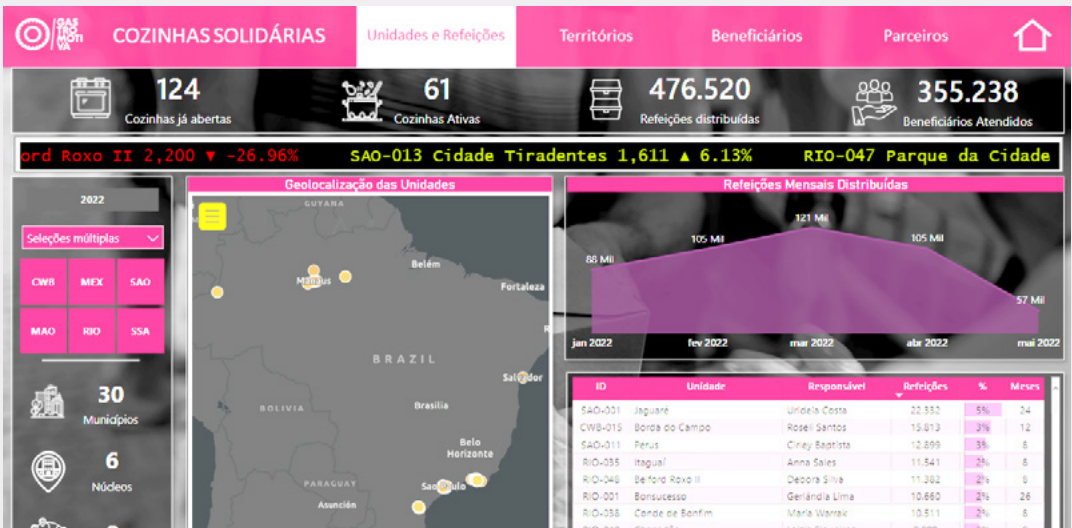 GAS
TRO
MOTI
VA
COZINHAS SOLIDÁRIAS
Unidades e Refeições
Territórios
Beneficiários
Parceiros
124
Cozinhas já abertas
61
Cozinhas Ativas
476.520
Refeições distribuídas
355.238
Beneficiários Atendidos
ord Roxo II 2,200 ▼ -26.96% SAO-013 Cidade Tiradentes 1,611 ▲ 6.13% RIO-047 Parque da Cidade
2022
Seleções múltiplas
CWB MEX SAO
MAO RIO SSA
30
Municípios
6
Núcleos
Geolocalização das Unidades
GUYANA
Belém
Manaus
Fortaleza
BRAZIL
Salvador
BOLIVIA
Brasília
Belo
Horizonte
PARAGUAY
Sao Paulo
Asunción
Refeições Mensais Distribuídas
88 Mil
105 Mil
121 Mil
105 Mil
57 Mil
jan 2022 fev 2022 mar 2022 abr 2022 mai 2022
ID Unidade Responsável Refeições % Meses
SAO-001 Jaguaré Urideia Costa 22.332 5% 24
CWB-015 Borda do Campo Roseli Santos 15.813 3% 12
SAO-011 Perus Ciney Baptista 12.899 3% 8
RIO-035 Itaguaí Anna Sales 11.541 2% 8
RIO-048 Belford Roxo II Debora Silva 11.382 2% 8
RIO-001 Bonsucesso Gerlândia Lima 10.660 2% 26
RIO-038 Conde de Bonfim Maria Warrak 10.511 2% 8